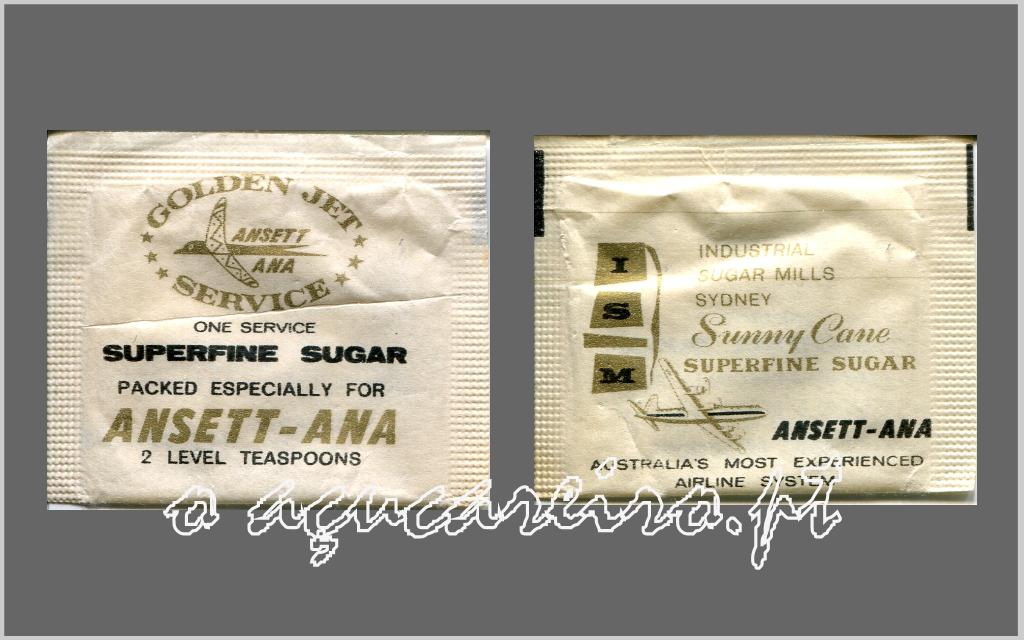 GOLDEN JET
ANSETT
ANA
SERVICE
ONE SERVICE
SUPERFINE SUGAR
PACKED ESPECIALLY FOR
ANSETT-ANA
2 LEVEL TEASPOONS
I
S
M
INDUSTRIAL
SUGAR MILLS
SYDNEY
Sunny Cane
SUPERFINE SUGAR
ANSETT-ANA
AUSTRALIA'S MOST EXPERIENCED
AIRLINE SYSTEM
o açucareiro.pt